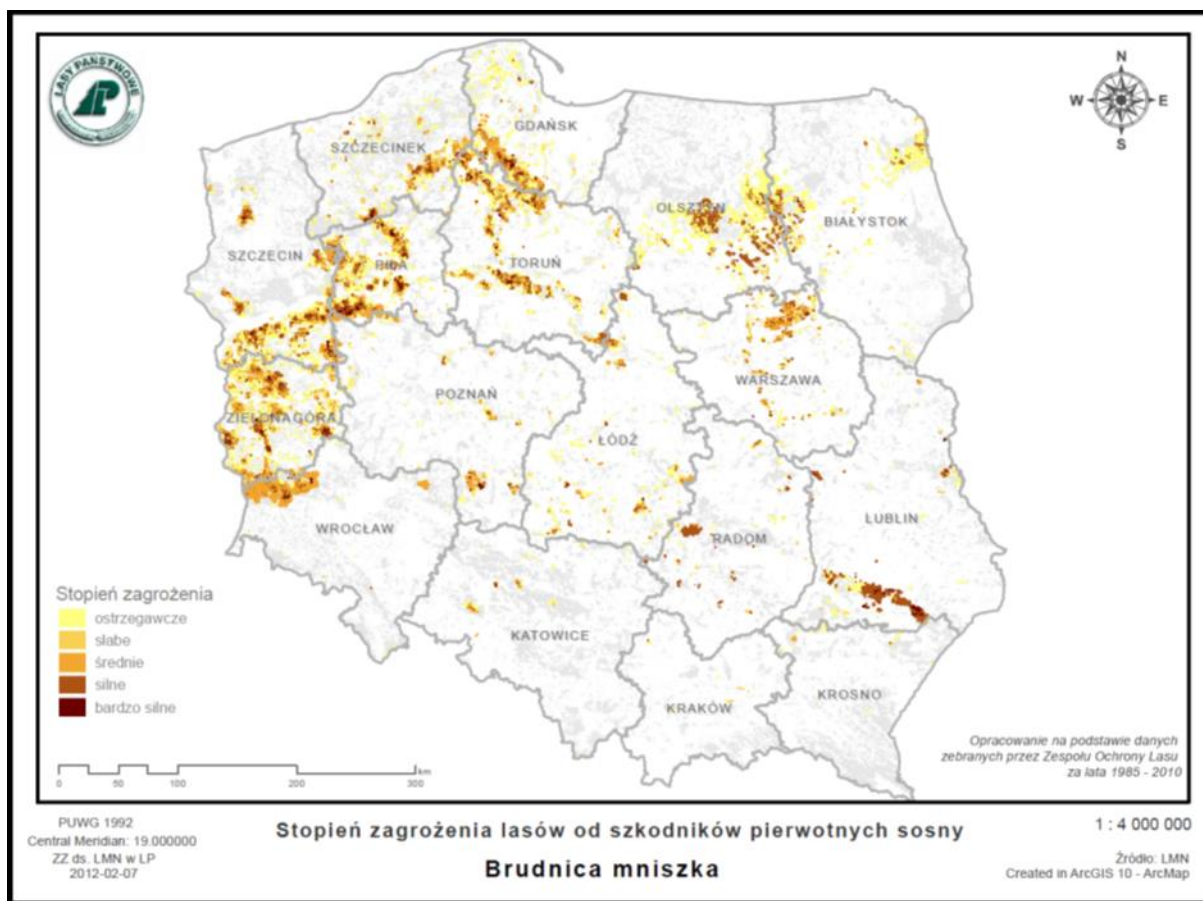 LASY PAŃSTWOWE
N
W E
S
GDAŃSK
SZCZECINEK
OLSZTYN
BIAŁYSTOK
SZCZECIN
PIŁA
TORUŃ
WARSZAWA
POZNAŃ
ZIELONA GÓRA
ŁÓDŹ
LUBLIN
WROCŁAW
RADOM
KATOWICE
KROSNO
KRAKÓW
Stopień zagrożenia
ostrzegawcze
słabe
średnie
silne
bardzo silne
0 50 100 200 300 km
Opracowanie na podstawie danych
zebranych przez Zespołu Ochrony Lasu
za lata 1985 - 2010
PUWG 1992
Central Meridian: 19.000000
ZZ ds. LMN w LP
2012-02-07
Stopień zagrożenia lasów od szkodników pierwotnych sosny
Brudnica mniszka
1 : 4 000 000
Źródło: LMN
Created in ArcGIS 10 - ArcMap